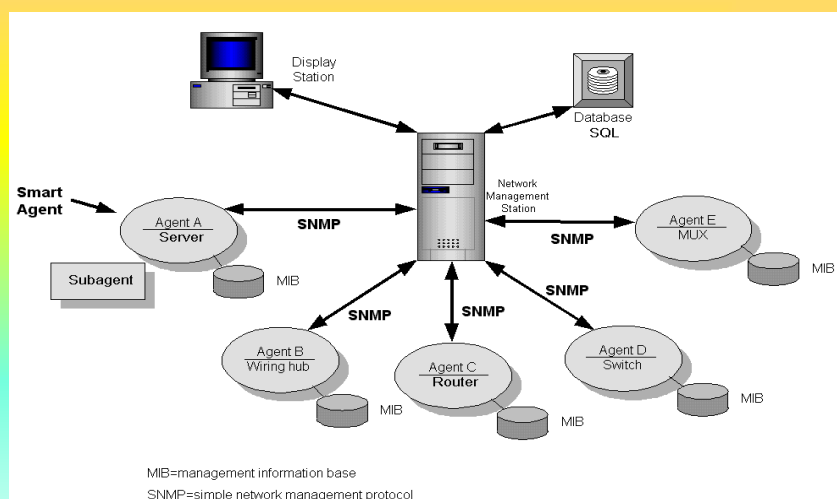 Display
Station
Database
SQL
Network
Management
Station
Smart
Agent
Agent A
Server
SNMP
Agent E
MUX
SNMP
Subagent
MIB
MIB
SNMP
SNMP
SNMP
Agent B
Wiring hub
Agent C
Router
Agent D
Switch
MIB
MIB
MIB
MIB=management information base
SNMP=simple network management protocol